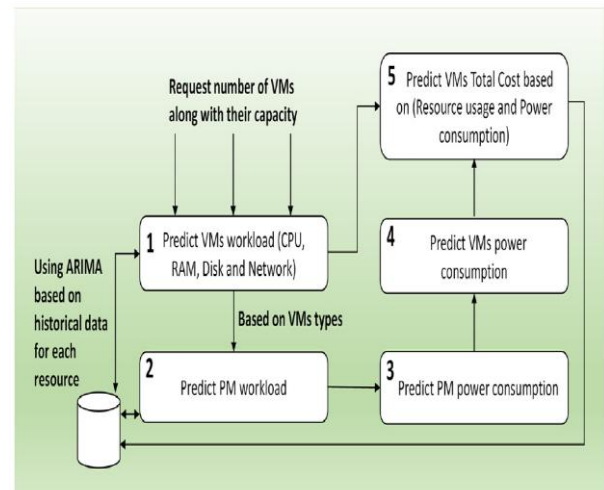 Request number of VMs
along with their capacity
1 Predict VMs workload (CPU,
RAM, Disk and Network)
Using ARIMA
based on
historical data
for each
resource
Based on VMs types
2 Predict PM workload
3 Predict PM power consumption
4 Predict VMs power
consumption
5 Predict VMs Total Cost based
on (Resource usage and Power
consumption)